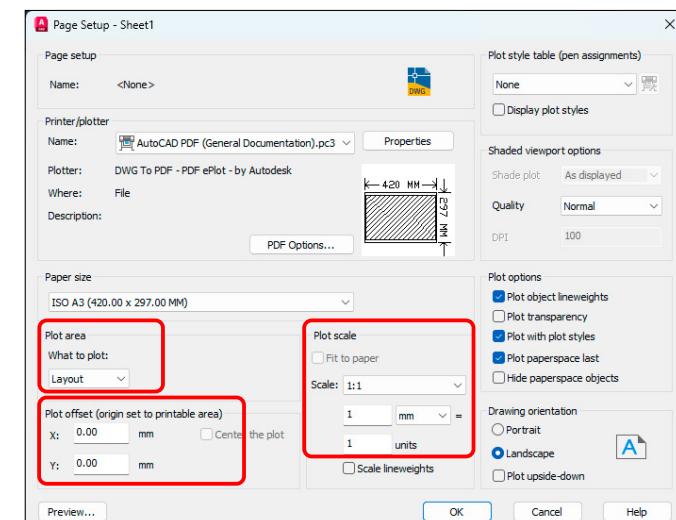 Page Setup - Sheet1
Page setup
Name: <None>
DWG
Printer/plotter
Name: AutoCAD PDF (General Documentation).pc3 Properties
Plotter: DWG To PDF - PDF ePlot - by Autodesk
Where: File
Description:
420 MM
297 MM
PDF Options...
Paper size
ISO A3 (420.00 x 297.00 MM)
Plot area
What to plot:
Layout
Plot offset (origin set to printable area)
X: 0.00 mm Center the plot
Y: 0.00 mm
Plot scale
Fit to paper
Scale: 1:1
1 mm =
1 units
Scale lineweights
Plot style table (pen assignments)
None
Display plot styles
Shaded viewport options
Shade plot As displayed
Quality Normal
DPI 100
Plot options
Plot object lineweights
Plot transparency
Plot with plot styles
Plot paperspace last
Hide paperspace objects
Drawing orientation
Portrait
Landscape
A
Plot upside-down
Preview... OK Cancel Help